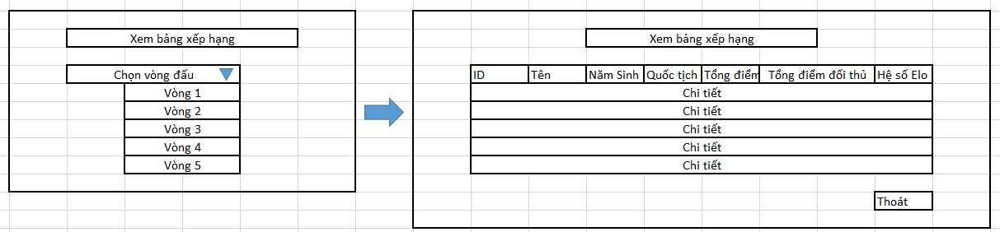 Xem bảng xếp hạng
Chọn vòng đấu
Vòng 1
Vòng 2
Vòng 3
Vòng 4
Vòng 5
Xem bảng xếp hạng
ID Tên Năm Sinh Quốc tịch Tổng điểm Tổng điểm đối thủ Hệ số Elo
Chi tiết
Chi tiết
Chi tiết
Chi tiết
Chi tiết
Thoát